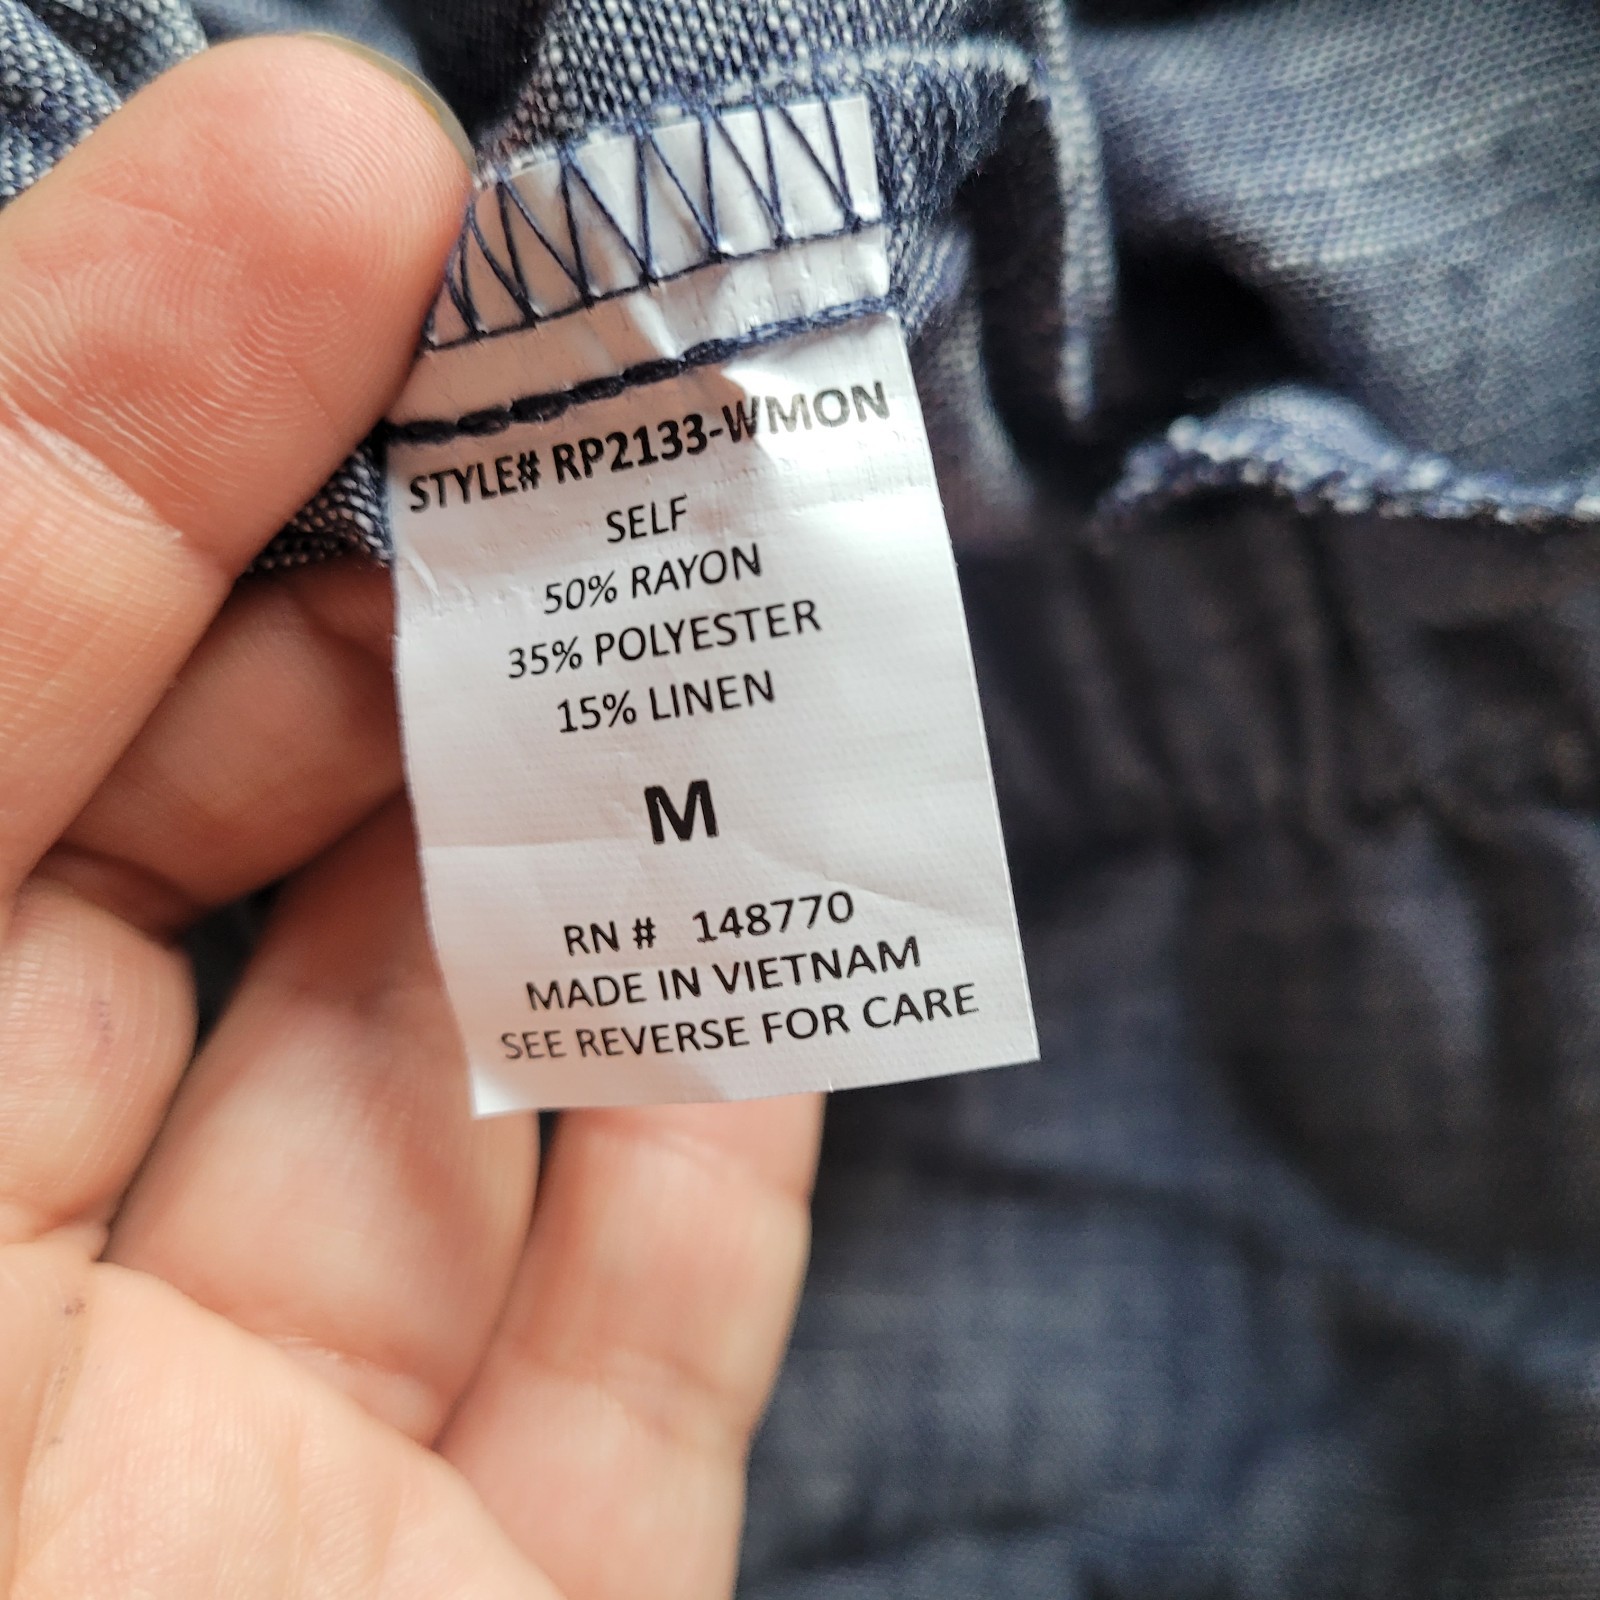 STYLE# RP2133-WMON
SELF
50% RAYON
35% POLYESTER
15% LINEN
M
RN # 148770
MADE IN VIETNAM
SEE REVERSE FOR CARE